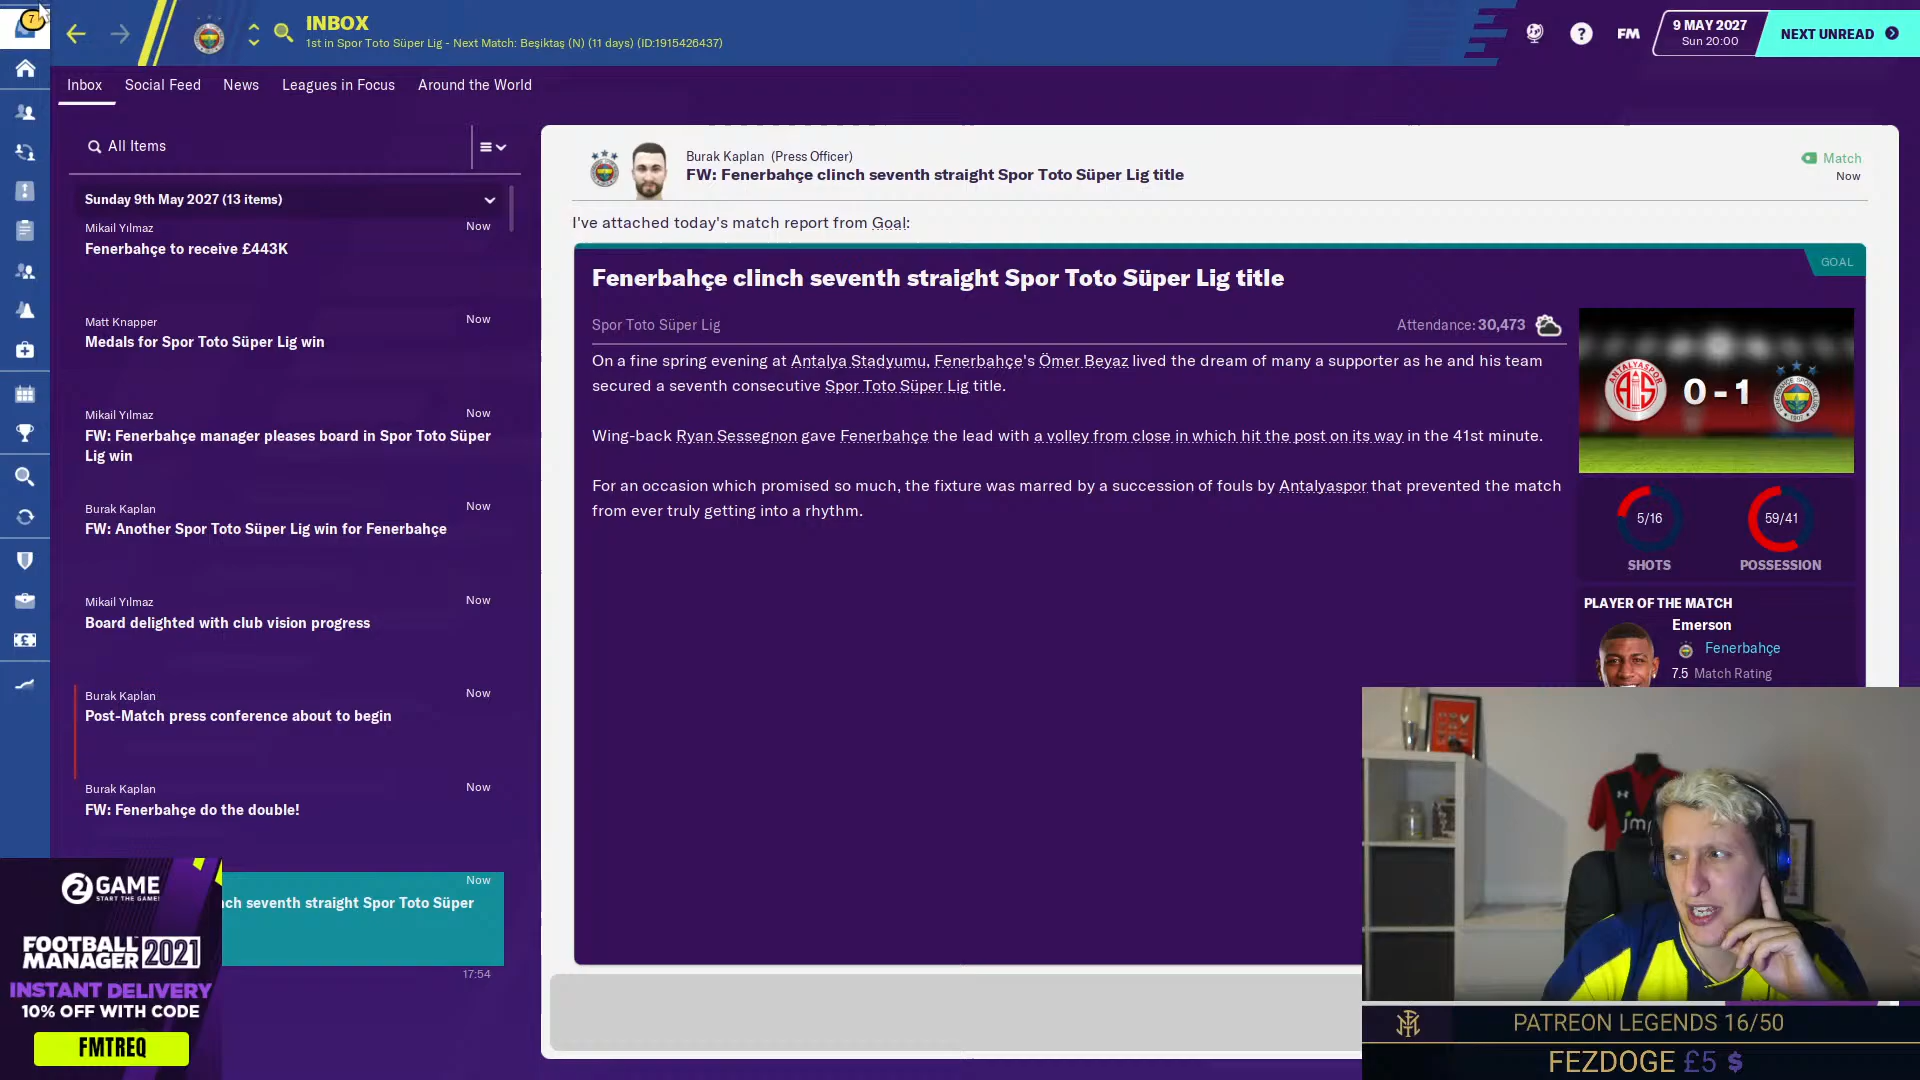 7
INBOX
1st in Spor Toto Süper Lig - Next Match: Beşiktaş (N) (11 days) (ID:1915426437)
?
FM
9 MAY 2027
Sun 20:00
NEXT UNREAD
Inbox
Social Feed
News
Leagues in Focus
Around the World
All Items
Sunday 9th May 2027 (13 items)
Mikail Yılmaz
Now
Fenerbahçe to receive £443K
Matt Knapper
Now
Medals for Spor Toto Süper Lig win
Mikail Yılmaz
Now
FW: Fenerbahçe manager pleases board in Spor Toto Süper
Lig win
Burak Kaplan
Now
FW: Another Spor Toto Süper Lig win for Fenerbahçe
Mikail Yılmaz
Now
Board delighted with club vision progress
Burak Kaplan
Now
Post-Match press conference about to begin
Burak Kaplan
Now
FW: Fenerbahçe do the double!
Now
nch seventh straight Spor Toto Süper
17:54
2 GAME
START THE GAME!
FOOTBALL
MANAGER 2021
INSTANT DELIVERY
10% OFF WITH CODE
FMTREQ
Burak Kaplan (Press Officer)
FW: Fenerbahçe clinch seventh straight Spor Toto Süper Lig title
Match
Now
I've attached today's match report from Goal:
Fenerbahçe clinch seventh straight Spor Toto Süper Lig title
GOAL
Spor Toto Süper Lig
Attendance: 30,473
On a fine spring evening at Antalya Stadyumu, Fenerbahçe's Ömer Beyaz lived the dream of many a supporter as he and his team
secured a seventh consecutive Spor Toto Süper Lig title.
Wing-back Ryan Sessegnon gave Fenerbahçe the lead with a volley from close in which hit the post on its way in the 41st minute.
For an occasion which promised so much, the fixture was marred by a succession of fouls by Antalyaspor that prevented the match
from ever truly getting into a rhythm.
ANTALYASPOR
0 - 1
5/16
SHOTS
59/41
POSSESSION
PLAYER OF THE MATCH
Emerson
Fenerbahçe
7.5 Match Rating
jm
PATREON LEGENDS 16/50
FEZDOGE £5 $